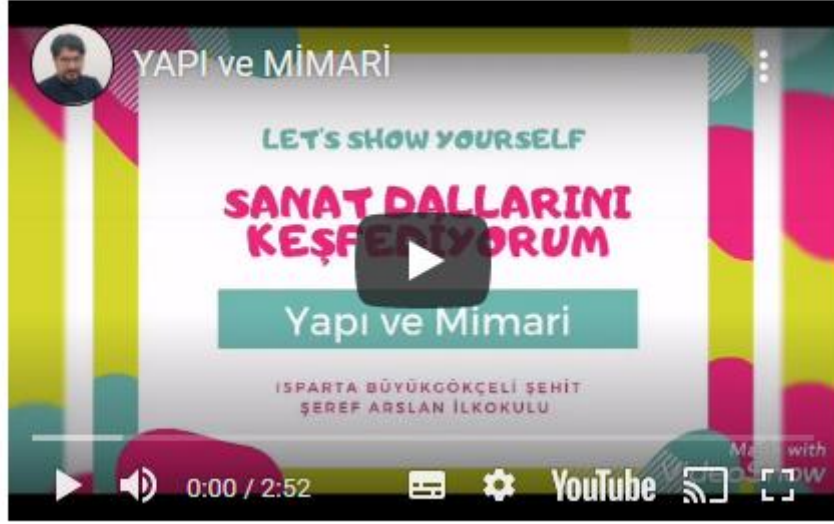 YAPI ve MİMARİ
LET'S SHOW YOURSELF
SANAT DALLARINI
KEŞFEDİYORUM
Yapı ve Mimari
ISPARTA BÜYÜKGÖKÇELİ ŞEHİT
ŞEREF ARSLAN İLKOKULU
Made with
VideoShow
0:00 / 2:52
YouTube